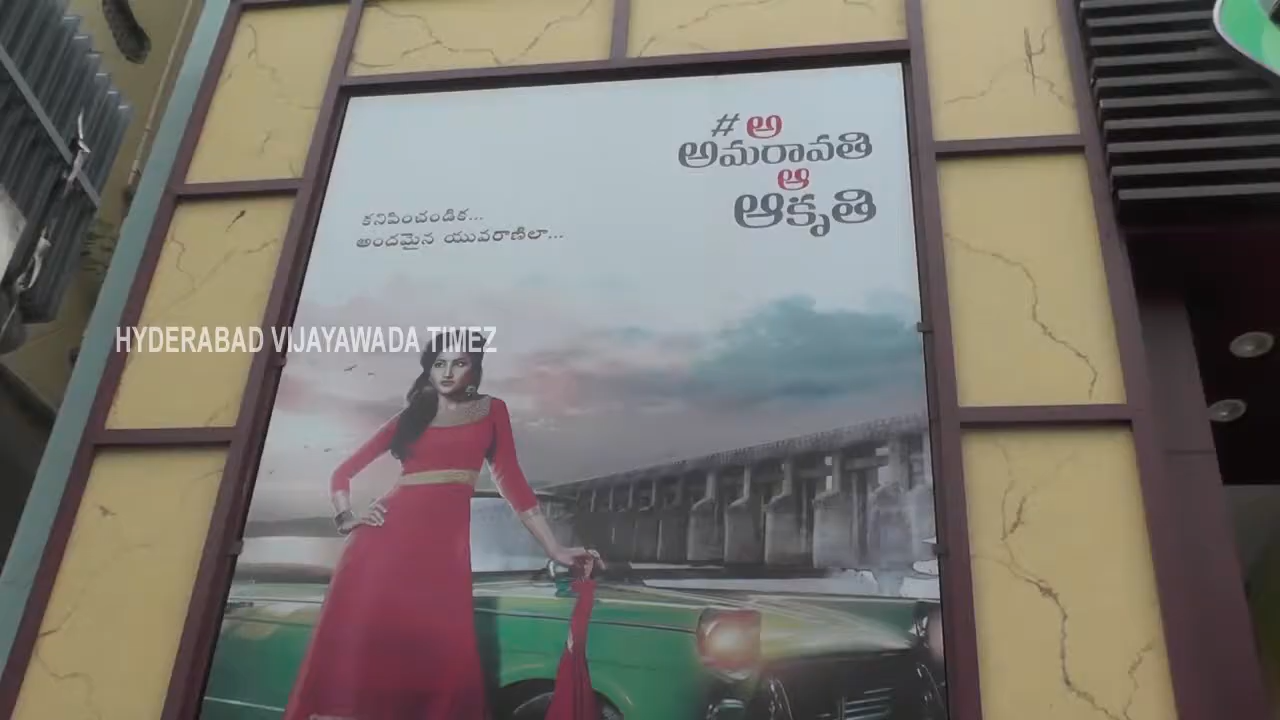 # అ
అమరావతి
ఆ
ఆకృతి
కనిపించండిక...
అందమైన యువరాణిలా...
HYDERABAD VIJAYAWADA TIMEZ